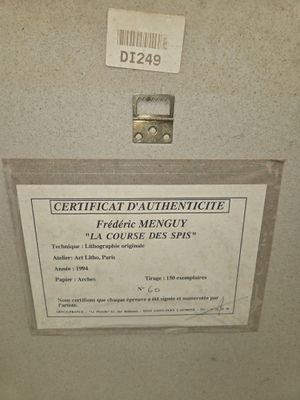 DI249
CERTIFICAT D'AUTHENTICITE
Frédéric MENGUY
"LA COURSE DES SPIS"
Technique : Lithographie originale
Atelier: Art Litho, Paris
Année : 1994
Papier : Arches
Tirage : 150 exemplaires
N° 60
Nous certifions que chaque épreuve a été signée et numérotée par
l'artiste.